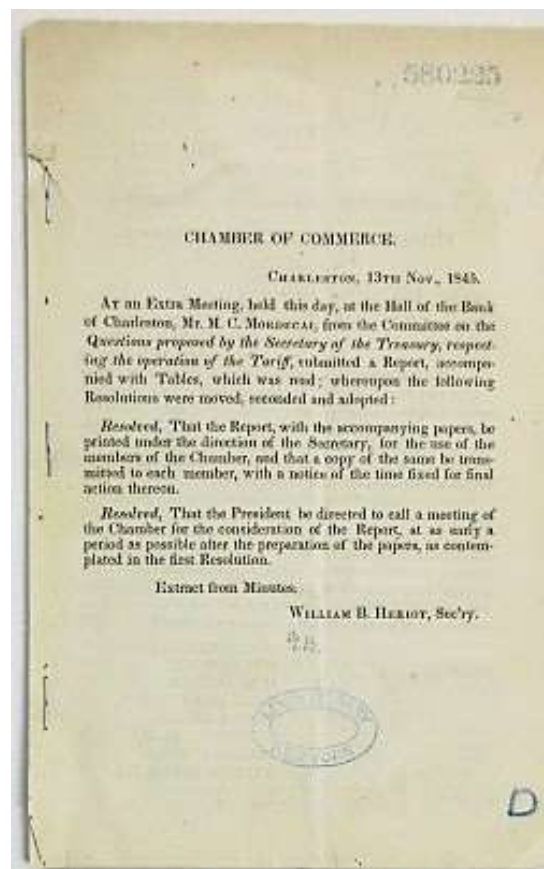 580225
CHAMBER OF COMMERCE.
CHARLESTON, 13TH NOV., 1845.
AT an Extra Meeting, held this day, at the Hall of the Bank
of Charleston, Mr. M. C. MORDECAI, from the Committee on the
Questions proposed by the Secretary of the Treasury, respect-
ing the operation of the Tariff, submitted a Report, accompa-
nied with Tables, which was read; whereupon the following
Resolutions were moved, seconded and adopted:
Resolved, That the Report, with the accompanying papers, be
printed under the direction of the Secretary, for the use of the
members of the Chamber, and that a copy of the same be trans-
mitted to each member, with a notice of the time fixed for final
action thereon.
Resolved, That the President be directed to call a meeting of
the Chamber for the consideration of the Report, at as early a
period as possible after the preparation of the papers, as contem-
plated in the first Resolution.
Extract from Minutes:
WILLIAM B. HERIOT, Sec'ry.
D